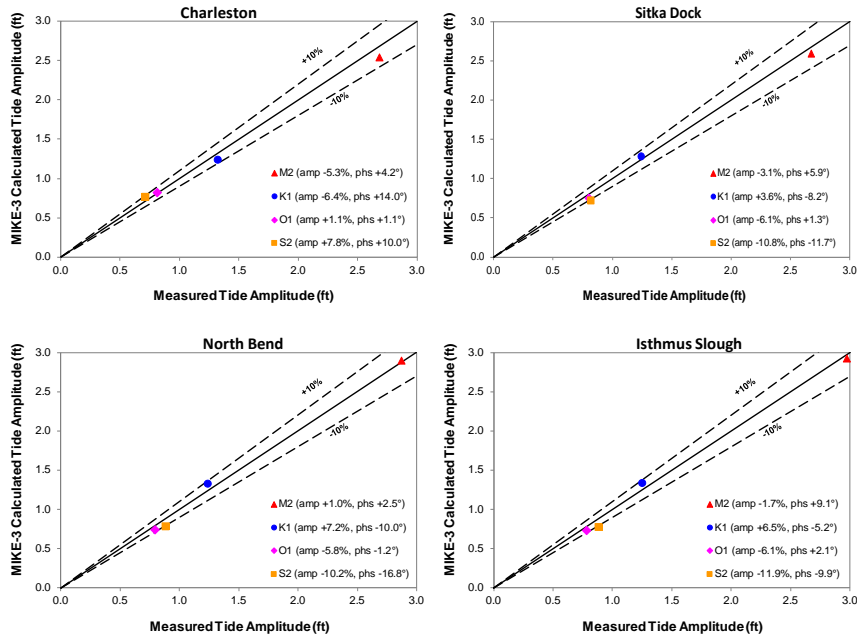 Charleston
MIKE-3 Calculated Tide Amplitude (ft)
3.0
2.5
2.0
1.5
1.0
0.5
0.0
+10%
-10%
M2 (amp -5.3%, phs +4.2°)
K1 (amp -6.4%, phs +14.0°)
O1 (amp +1.1%, phs +1.1°)
S2 (amp +7.8%, phs +10.0°)
0.0 0.5 1.0 1.5 2.0 2.5 3.0
Measured Tide Amplitude (ft)
Sitka Dock
MIKE-3 Calculated Tide Amplitude (ft)
3.0
2.5
2.0
1.5
1.0
0.5
0.0
+10%
-10%
M2 (amp -3.1%, phs +5.9°)
K1 (amp +3.6%, phs -8.2°)
O1 (amp -6.1%, phs +1.3°)
S2 (amp -10.8%, phs -11.7°)
0.0 0.5 1.0 1.5 2.0 2.5 3.0
Measured Tide Amplitude (ft)
North Bend
MIKE-3 Calculated Tide Amplitude (ft)
3.0
2.5
2.0
1.5
1.0
0.5
0.0
+10%
-10%
M2 (amp +1.0%, phs +2.5°)
K1 (amp +7.2%, phs -10.0°)
O1 (amp -5.8%, phs -1.2°)
S2 (amp -10.2%, phs -16.8°)
0.0 0.5 1.0 1.5 2.0 2.5 3.0
Measured Tide Amplitude (ft)
Isthmus Slough
MIKE-3 Calculated Tide Amplitude (ft)
3.0
2.5
2.0
1.5
1.0
0.5
0.0
+10%
-10%
M2 (amp -1.7%, phs +9.1°)
K1 (amp +6.5%, phs -5.2°)
O1 (amp -6.1%, phs +2.1°)
S2 (amp -11.9%, phs -9.9°)
0.0 0.5 1.0 1.5 2.0 2.5 3.0
Measured Tide Amplitude (ft)